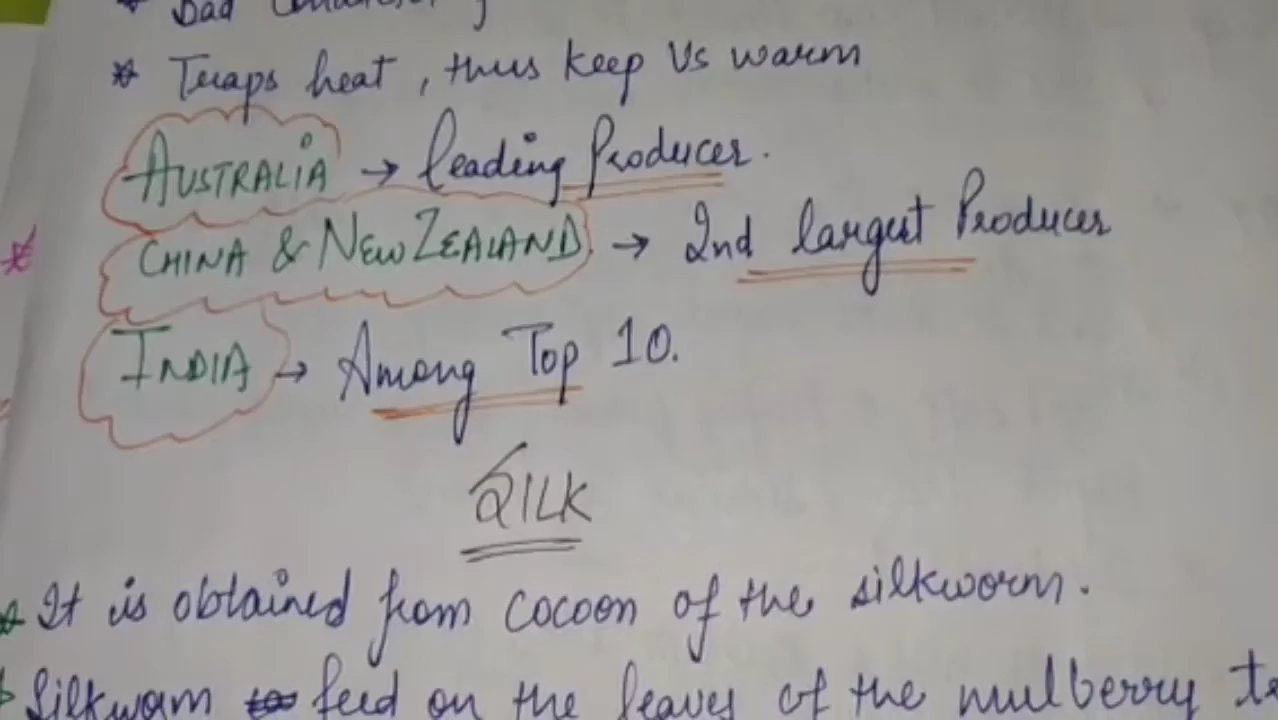 * Bad
* Traps heat, thus keep Us warm
AUSTRALIA → leading Producer.
* CHINA & NEW ZEALAND → 2nd largest Producer
INDIA → Among Top 10.
SILK
* It is obtained from cocoon of the silkworm.
* Silkworm feed on the leaves of the mulberry